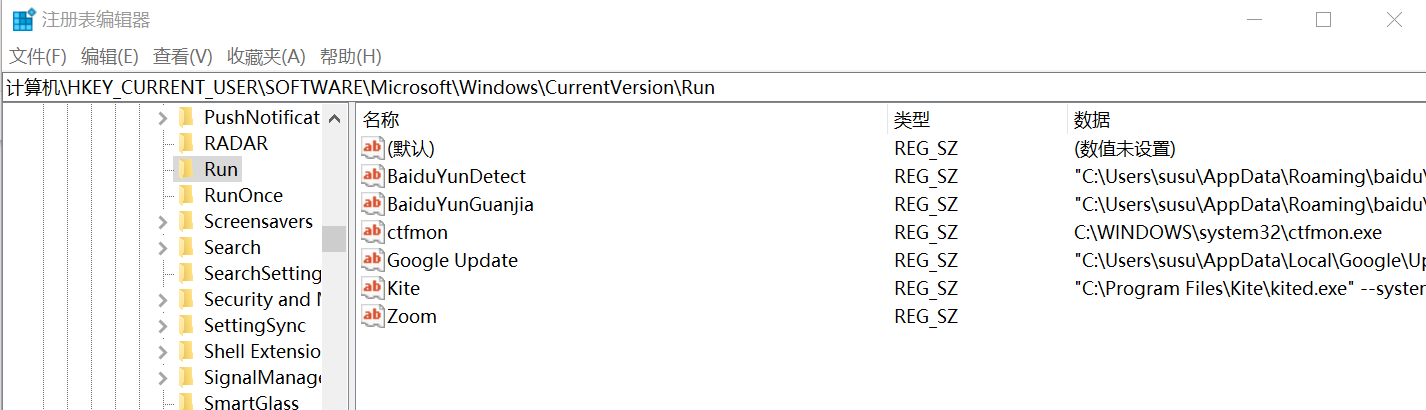 注册表编辑器
文件(F) 编辑(E) 查看(V) 收藏夹(A) 帮助(H)
计算机\HKEY_CURRENT_USER\SOFTWARE\Microsoft\Windows\CurrentVersion\Run
PushNotificat
RADAR
Run
RunOnce
Screensavers
Search
SearchSetting
Security and
SettingSync
Shell Extensio
SignalManage
SmartGlass
名称 类型 数据
(默认) REG_SZ (数值未设置)
BaiduYunDetect REG_SZ "C:\Users\susu\AppData\Roaming\baidu\
BaiduYunGuanjia REG_SZ "C:\Users\susu\AppData\Roaming\baidu\
ctfmon REG_SZ C:\WINDOWS\system32\ctfmon.exe
Google Update REG_SZ "C:\Users\susu\AppData\Local\Google\Up
Kite REG_SZ "C:\Program Files\Kite\kited.exe" --system
Zoom REG_SZ